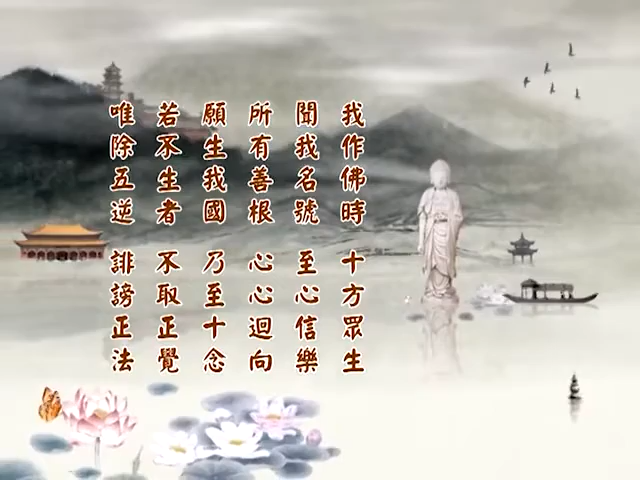 我作佛時 十方眾生
聞我名號 至心信樂
所有善根 心心迴向
願生我國 乃至十念
若不生者 不取正覺
唯除五逆 誹謗正法